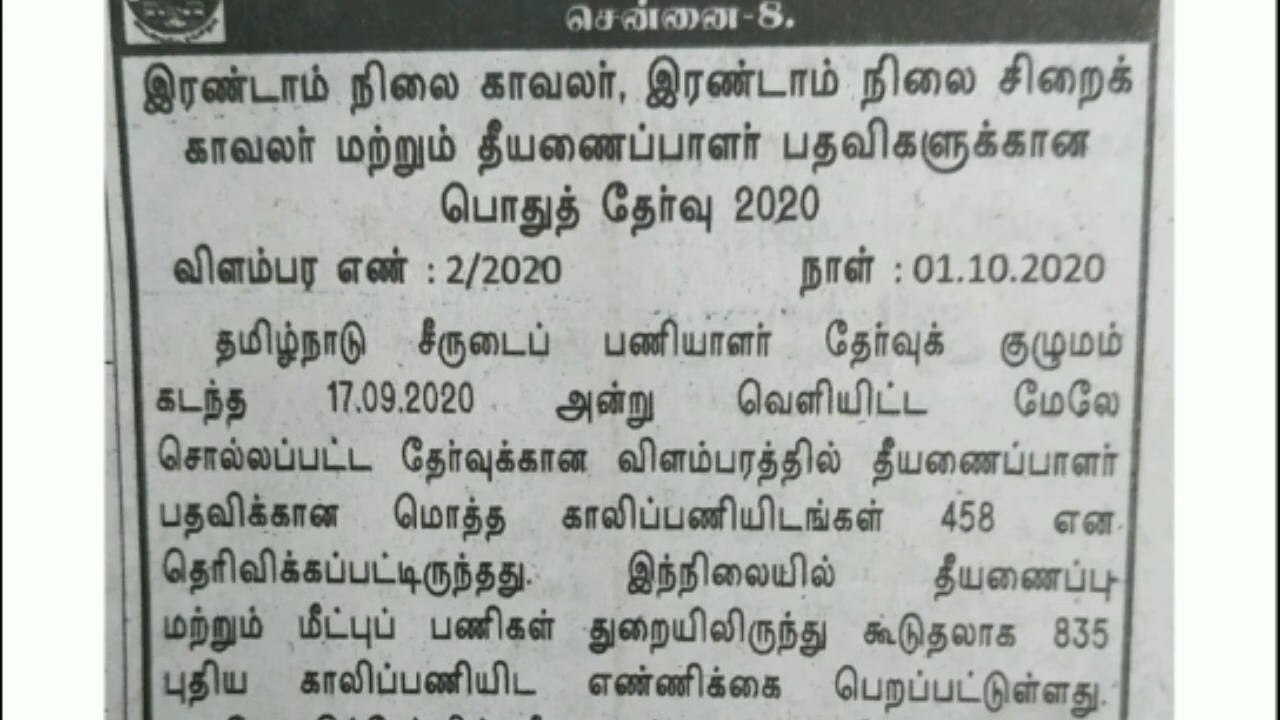 சென்னை-8.
இரண்டாம் நிலை காவலர், இரண்டாம் நிலை சிறைக்
காவலர் மற்றும் தீயணைப்பாளர் பதவிகளுக்கான
பொதுத் தேர்வு 2020
விளம்பர எண் : 2/2020 நாள் : 01.10.2020
தமிழ்நாடு சீருடைப் பணியாளர் தேர்வுக் குழுமம்
கடந்த 17.09.2020 அன்று வெளியிட்ட மேலே
சொல்லப்பட்ட தேர்வுக்கான விளம்பரத்தில் தீயணைப்பாளர்
பதவிக்கான மொத்த காலிப்பணியிடங்கள் 458 என
தெரிவிக்கப்பட்டிருந்தது. இந்நிலையில் தீயணைப்பு
மற்றும் மீட்புப் பணிகள் துறையிலிருந்து கூடுதலாக 835
புதிய காலிப்பணியிட எண்ணிக்கை பெறப்பட்டுள்ளது.